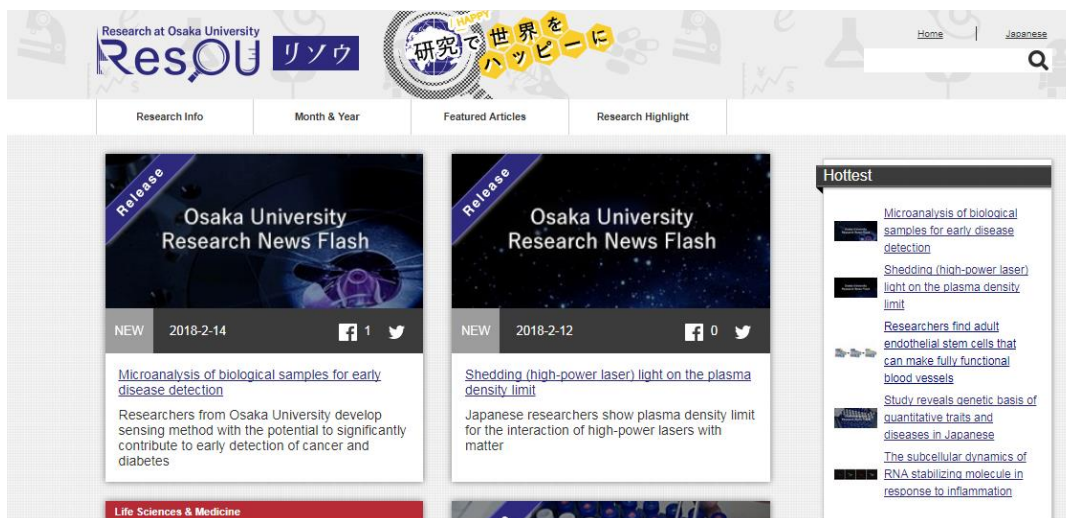 Research at Osaka University
ResOU リソウ
HAPPY
研究で世界を
ハッピーに
Home | Japanese
Research Info
Month & Year
Featured Articles
Research Highlight
Release
Osaka University
Research News Flash
NEW 2018-2-14 1
Microanalysis of biological samples for early
disease detection
Researchers from Osaka University develop
sensing method with the potential to significantly
contribute to early detection of cancer and
diabetes
Release
Osaka University
Research News Flash
NEW 2018-2-12 0
Shedding (high-power laser) light on the plasma
density limit
Japanese researchers show plasma density limit
for the interaction of high-power lasers with
matter
Life Sciences & Medicine
Hottest
Microanalysis of biological
samples for early disease
detection
Shedding (high-power laser)
light on the plasma density
limit
Researchers find adult
endothelial stem cells that
can make fully functional
blood vessels
Study reveals genetic basis of
quantitative traits and
diseases in Japanese
The subcellular dynamics of
RNA stabilizing molecule in
response to inflammation